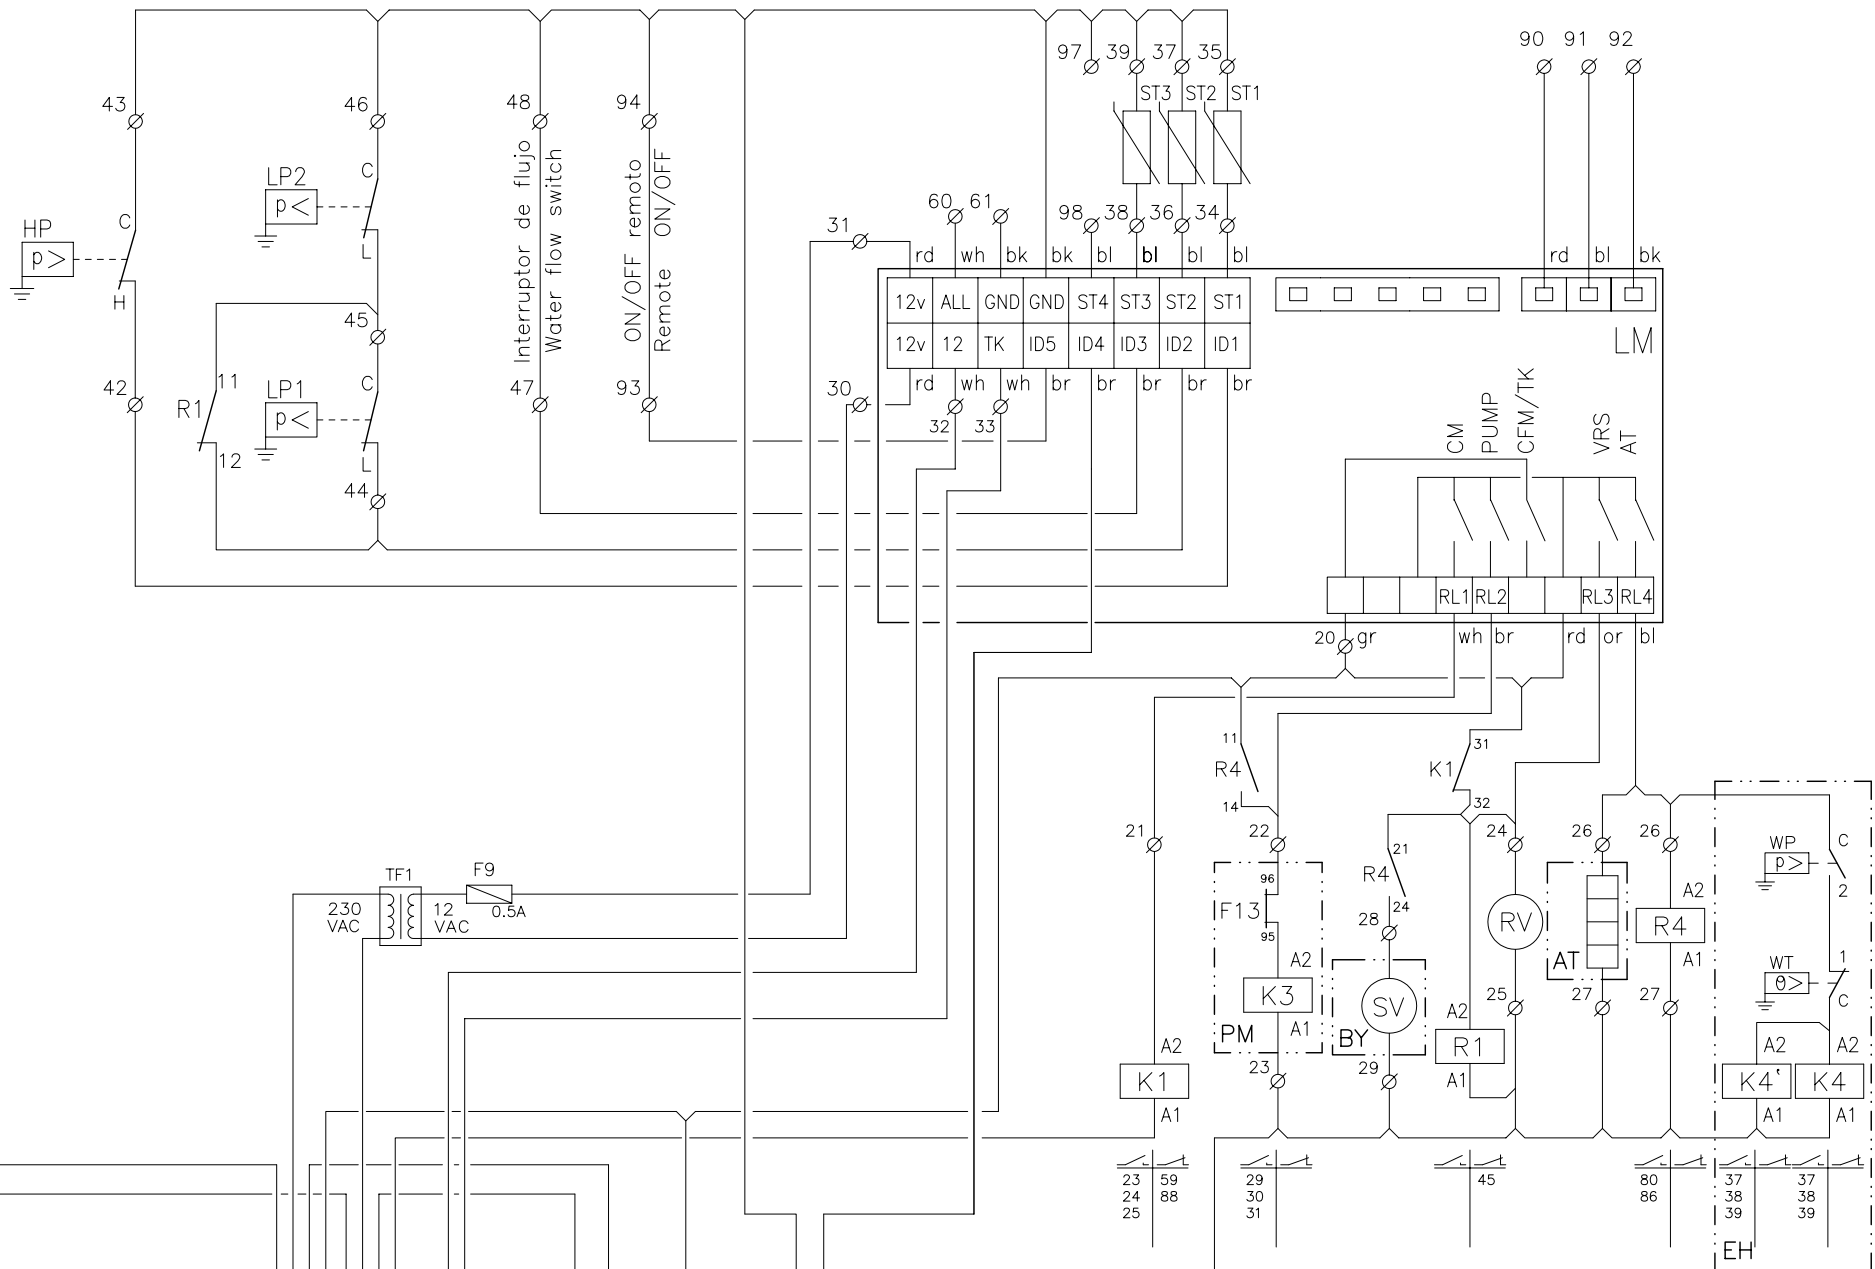 97 39 37 35 90 91 92
43 46 48 94
ST3 ST2 ST1
Interruptor de flujo
Water flow switch
ON/OFF remoto
Remote ON/OFF
C
LP2
p<
L
HP
p>
C
H
31 60 61 98 38 36 34
rd wh bk bk bl bl bl bl rd bl bk
12v ALL GND GND ST4 ST3 ST2 ST1
12v 12 TK ID5 ID4 ID3 ID2 ID1
LM
45
42 11 47 93 30
rd wh wh br br br br br
R1
12
LP1
p<
C
L
44
32 33
CM
PUMP
CFM/TK
VRS
AT
RL1 RL2 RL3 RL4
20 gr wh br rd or bl
11
R4
14
31
K1
32
21 22 24 26 26
TF1
230
VAC
12
VAC
F9
0.5A
96
F13
95
A2
K3
A1
PM
23
21
R4
24
28
SV
BY
29
RV
25
AT
27
A2
R4
A1
27
WP
p>
C
2
WT
θ>
1
C
A2
K1
A1
A2
R1
A1
A2
K4'
A1
A2
K4
A1
23 59
24 88
25
29
30
31
45
80
86
37
38
39
37
38
39
EH